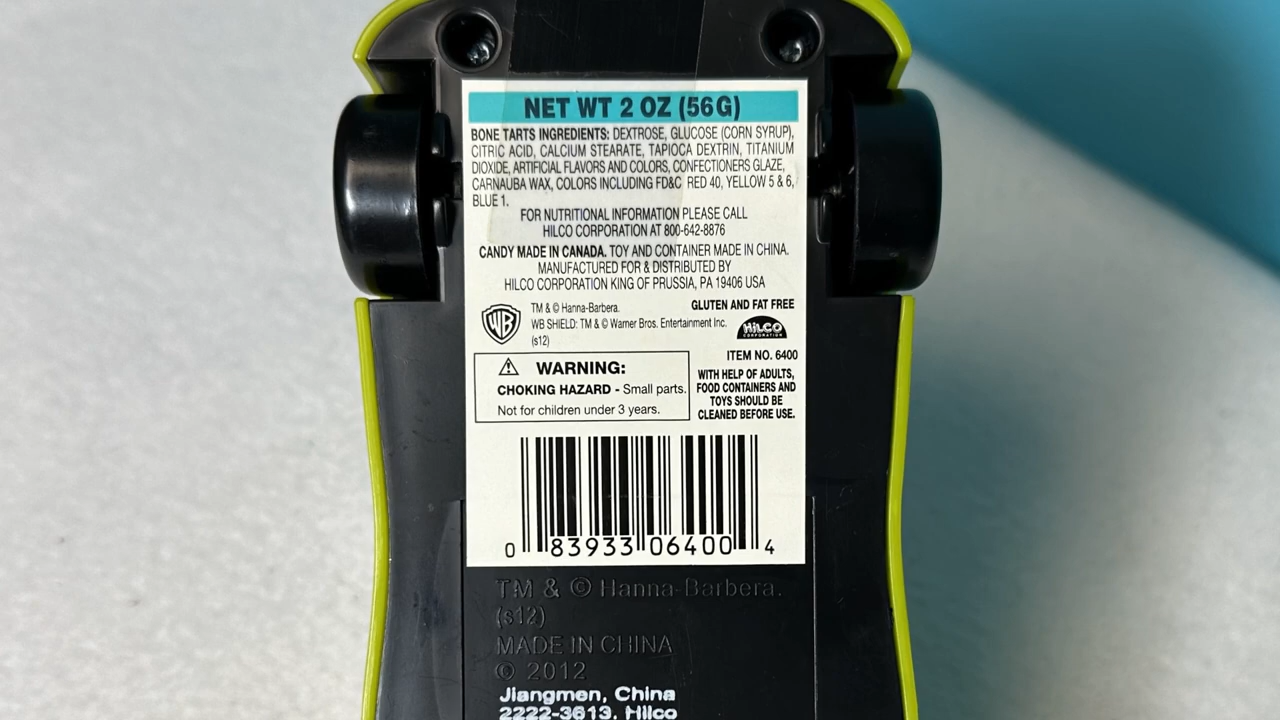 NET WT 2 OZ (56G)
BONE TARTS INGREDIENTS: DEXTROSE, GLUCOSE (CORN SYRUP),
CITRIC ACID, CALCIUM STEARATE, TAPIOCA DEXTRIN, TITANIUM
DIOXIDE, ARTIFICIAL FLAVORS AND COLORS, CONFECTIONERS GLAZE,
CARNAUBA WAX, COLORS INCLUDING FD&C RED 40, YELLOW 5 & 6,
BLUE 1.
FOR NUTRITIONAL INFORMATION PLEASE CALL
HILCO CORPORATION AT 800-642-8876
CANDY MADE IN CANADA. TOY AND CONTAINER MADE IN CHINA.
MANUFACTURED FOR & DISTRIBUTED BY
HILCO CORPORATION KING OF PRUSSIA, PA 19406 USA
WB
TM & © Hanna-Barbera.
WB SHIELD: TM & © Warner Bros. Entertainment Inc.
(s12)
GLUTEN AND FAT FREE
HILCO
CORPORATION
ITEM NO. 6400
⚠ WARNING:
CHOKING HAZARD - Small parts.
Not for children under 3 years.
WITH HELP OF ADULTS,
FOOD CONTAINERS AND
TOYS SHOULD BE
CLEANED BEFORE USE.
0 83933 06400 4
TM & © Hanna-Barbera.
(s12)
MADE IN CHINA
© 2012
Jiangmen, China
2222-3613, Hilco